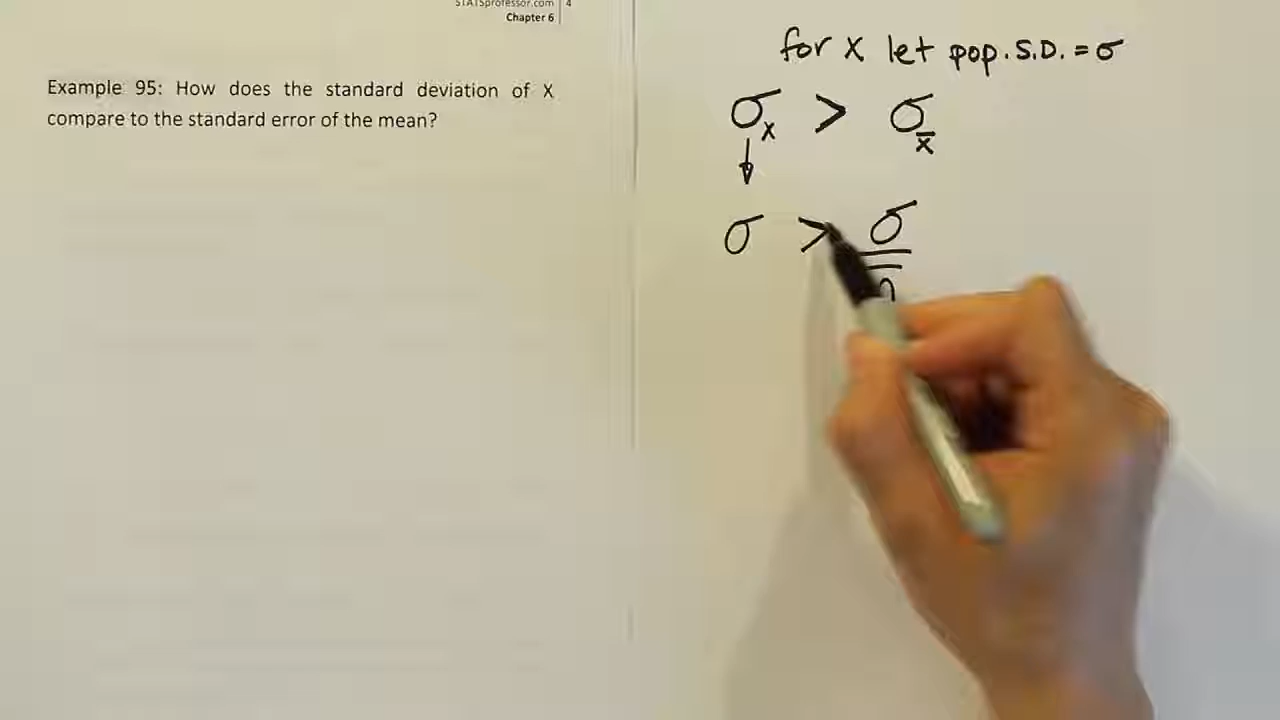 STATSprofessor.com | 4
Chapter 6
Example 95: How does the standard deviation of X
compare to the standard error of the mean?
for x let pop. S.D. = σ
σx > σx̄
σ > σ
n